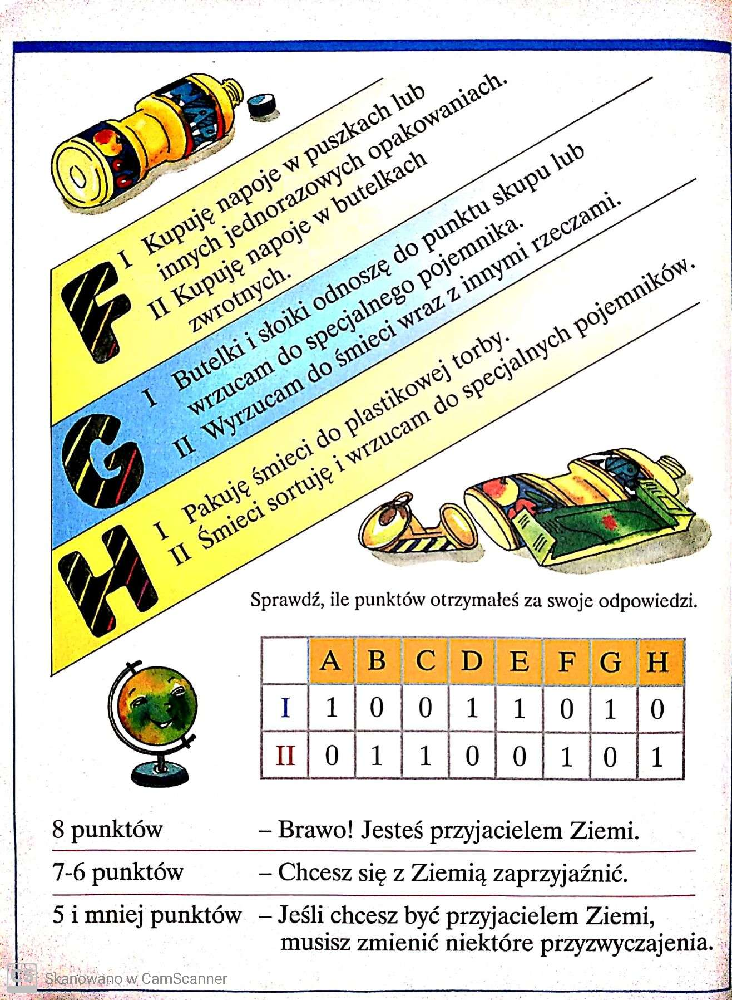 F
I Kupuję napoje w puszkach lub
innych jednorazowych opakowaniach.
II Kupuję napoje w butelkach
zwrotnych.
G
I Butelki i słoiki odnoszę do punktu skupu lub
wrzucam do specjalnego pojemnika.
II Wyrzucam do śmieci wraz z innymi rzeczami.
H
I Pakuję śmieci do plastikowej torby.
II Śmieci sortuję i wrzucam do specjalnych pojemników.
Sprawdź, ile punktów otrzymałeś za swoje odpowiedzi.
A B C D E F G H
I 1 0 0 1 1 0 1 0
II 0 1 1 0 0 1 0 1
8 punktów – Brawo! Jesteś przyjacielem Ziemi.
7-6 punktów – Chcesz się z Ziemią zaprzyjaźnić.
5 i mniej punktów – Jeśli chcesz być przyjacielem Ziemi,
musisz zmienić niektóre przyzwyczajenia.
CS Skanowano w CamScanner